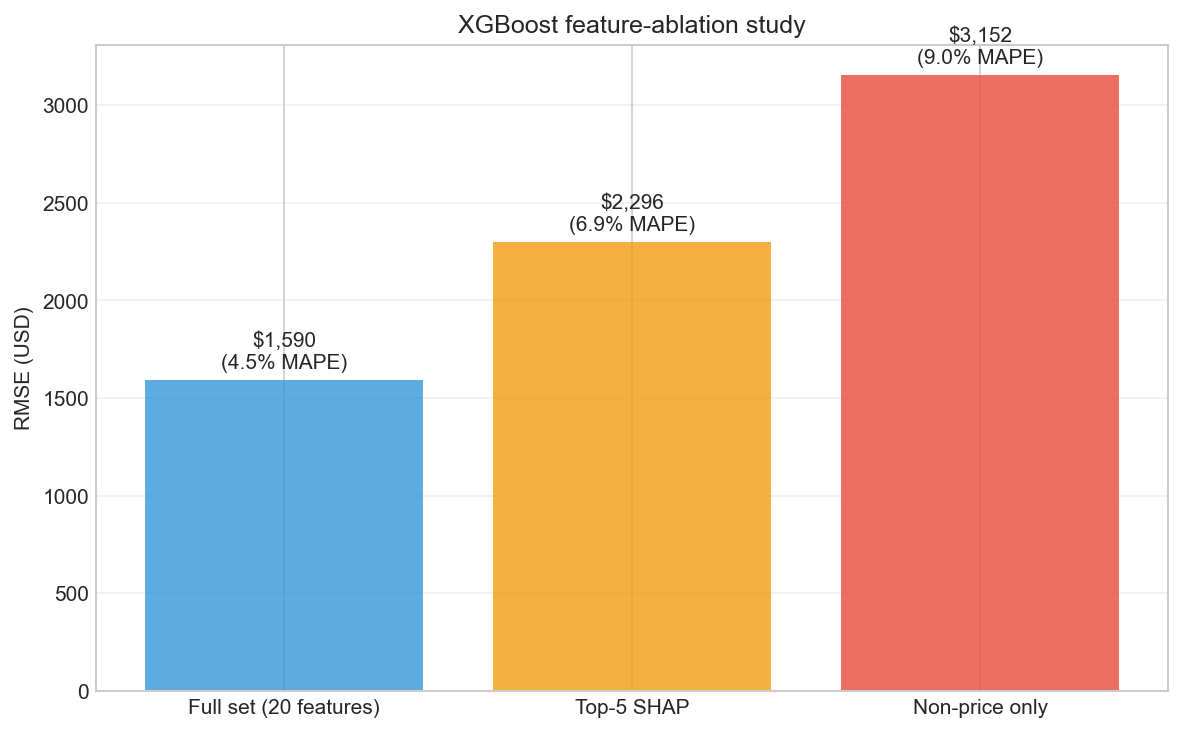 XGBoost feature-ablation study
$3,152
(9.0% MAPE)
$2,296
(6.9% MAPE)
$1,590
(4.5% MAPE)
RMSE (USD)
3000
2500
2000
1500
1000
500
0
Full set (20 features)
Top-5 SHAP
Non-price only